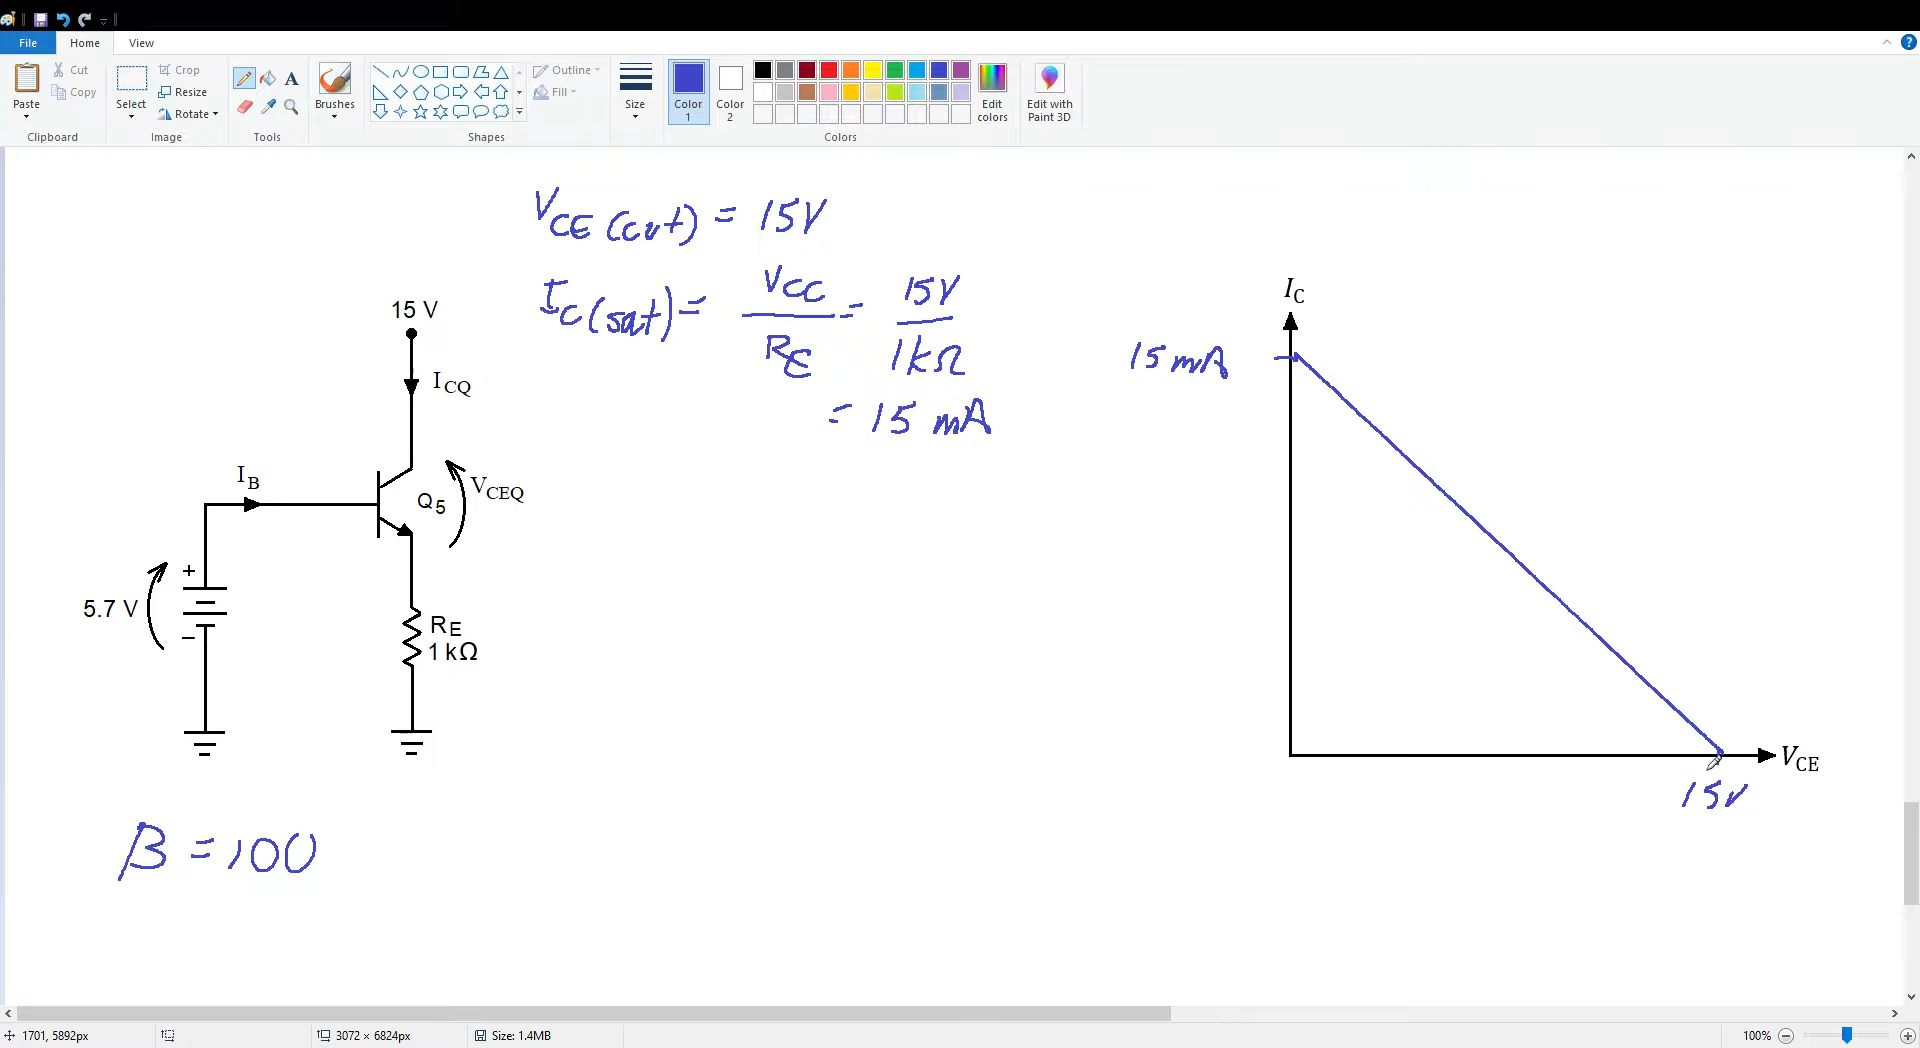 File Home View
Paste
Cut
Copy
Clipboard
Select
Crop
Resize
Rotate
Image
Tools
Brushes
Outline
Fill
Shapes
Size
Color 1
Color 2
Edit colors
Edit with Paint 3D
Colors
VCE (cut) = 15V
IC (sat) = VCC / RE = 15V / 1kΩ
= 15 mA
15 V
ICQ
IB
Q5
VCEQ
+
5.7 V
−
RE
1 kΩ
β = 100
IC
15 mA
VCE
15V
1701, 5892px
3072 × 6824px
Size: 1.4MB
100%